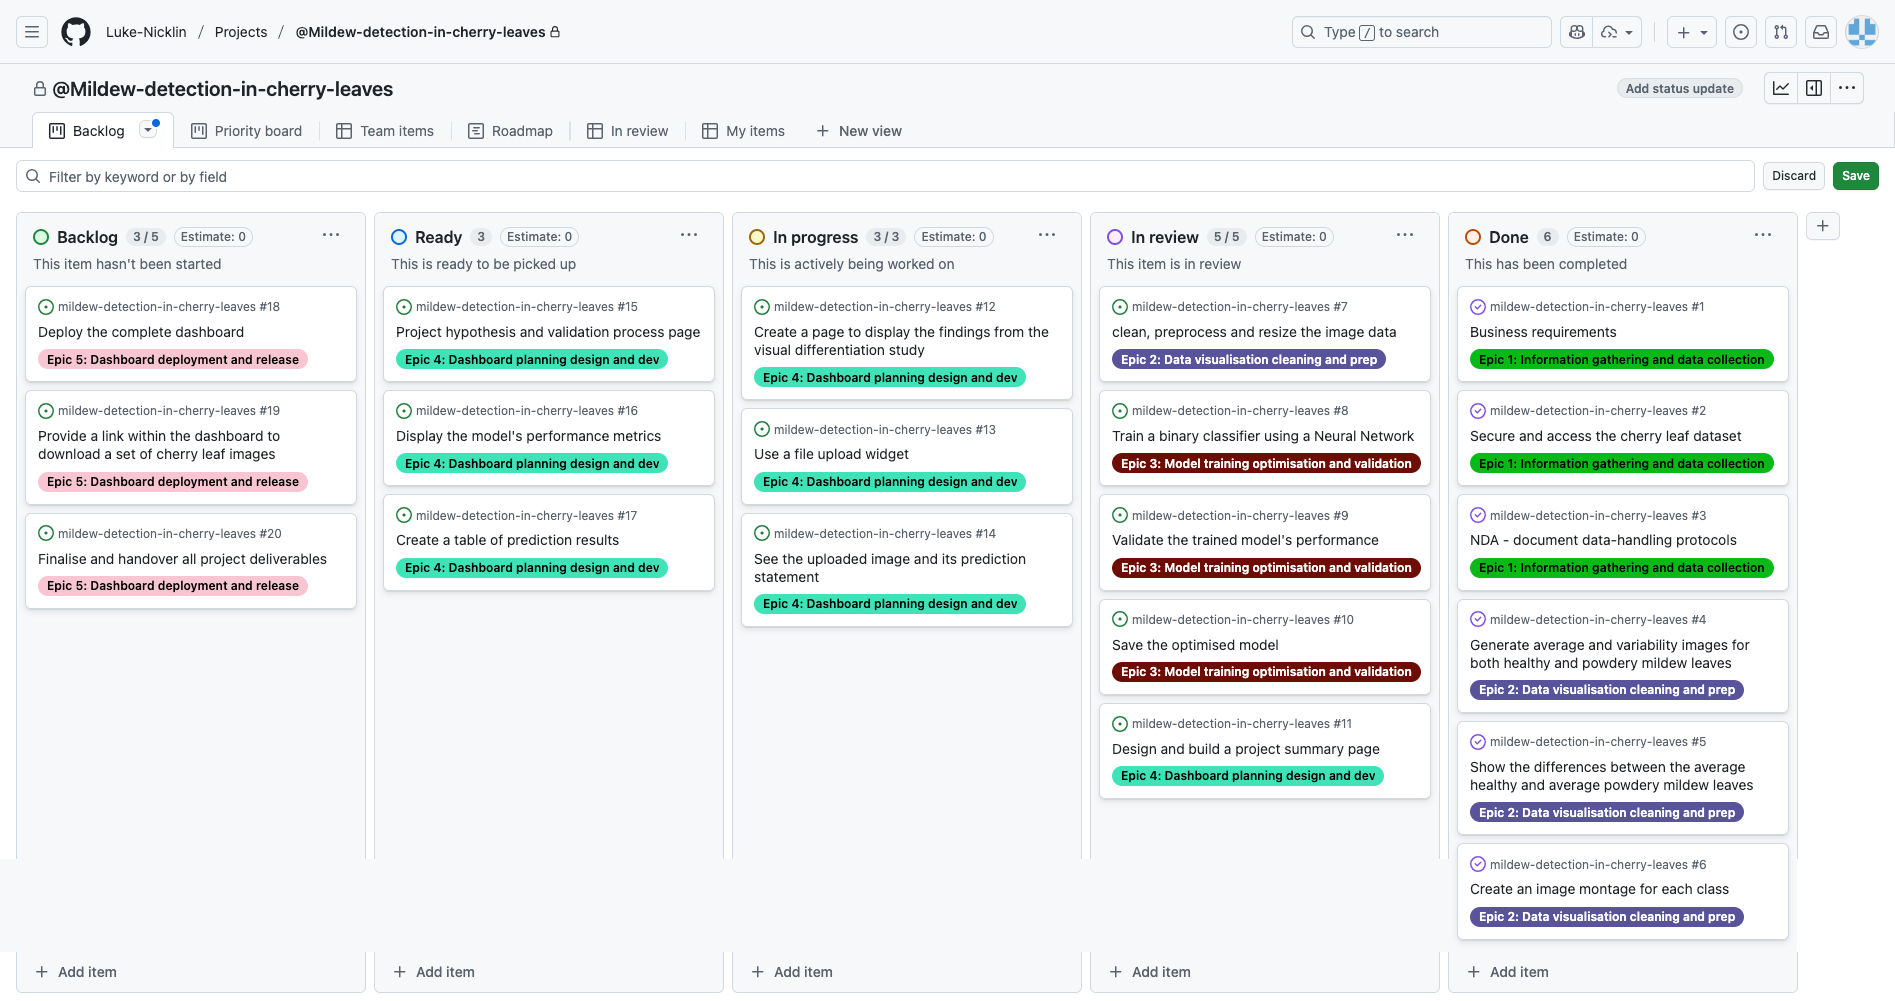 Luke-Nicklin / Projects / @Mildew-detection-in-cherry-leaves
Type / to search
@Mildew-detection-in-cherry-leaves
Add status update
Backlog
Priority board
Team items
Roadmap
In review
My items
New view
Filter by keyword or by field
Discard
Save
Backlog 3 / 5 Estimate: 0
This item hasn't been started
mildew-detection-in-cherry-leaves #18
Deploy the complete dashboard
Epic 5: Dashboard deployment and release
mildew-detection-in-cherry-leaves #19
Provide a link within the dashboard to
download a set of cherry leaf images
Epic 5: Dashboard deployment and release
mildew-detection-in-cherry-leaves #20
Finalise and handover all project deliverables
Epic 5: Dashboard deployment and release
Add item
Ready 3 Estimate: 0
This is ready to be picked up
mildew-detection-in-cherry-leaves #15
Project hypothesis and validation process page
Epic 4: Dashboard planning design and dev
mildew-detection-in-cherry-leaves #16
Display the model's performance metrics
Epic 4: Dashboard planning design and dev
mildew-detection-in-cherry-leaves #17
Create a table of prediction results
Epic 4: Dashboard planning design and dev
Add item
In progress 3 / 3 Estimate: 0
This is actively being worked on
mildew-detection-in-cherry-leaves #12
Create a page to display the findings from the
visual differentiation study
Epic 4: Dashboard planning design and dev
mildew-detection-in-cherry-leaves #13
Use a file upload widget
Epic 4: Dashboard planning design and dev
mildew-detection-in-cherry-leaves #14
See the uploaded image and its prediction
statement
Epic 4: Dashboard planning design and dev
Add item
In review 5 / 5 Estimate: 0
This item is in review
mildew-detection-in-cherry-leaves #7
clean, preprocess and resize the image data
Epic 2: Data visualisation cleaning and prep
mildew-detection-in-cherry-leaves #8
Train a binary classifier using a Neural Network
Epic 3: Model training optimisation and validation
mildew-detection-in-cherry-leaves #9
Validate the trained model's performance
Epic 3: Model training optimisation and validation
mildew-detection-in-cherry-leaves #10
Save the optimised model
Epic 3: Model training optimisation and validation
mildew-detection-in-cherry-leaves #11
Design and build a project summary page
Epic 4: Dashboard planning design and dev
Add item
Done 6 Estimate: 0
This has been completed
mildew-detection-in-cherry-leaves #1
Business requirements
Epic 1: Information gathering and data collection
mildew-detection-in-cherry-leaves #2
Secure and access the cherry leaf dataset
Epic 1: Information gathering and data collection
mildew-detection-in-cherry-leaves #3
NDA - document data-handling protocols
Epic 1: Information gathering and data collection
mildew-detection-in-cherry-leaves #4
Generate average and variability images for
both healthy and powdery mildew leaves
Epic 2: Data visualisation cleaning and prep
mildew-detection-in-cherry-leaves #5
Show the differences between the average
healthy and average powdery mildew leaves
Epic 2: Data visualisation cleaning and prep
mildew-detection-in-cherry-leaves #6
Create an image montage for each class
Epic 2: Data visualisation cleaning and prep
Add item